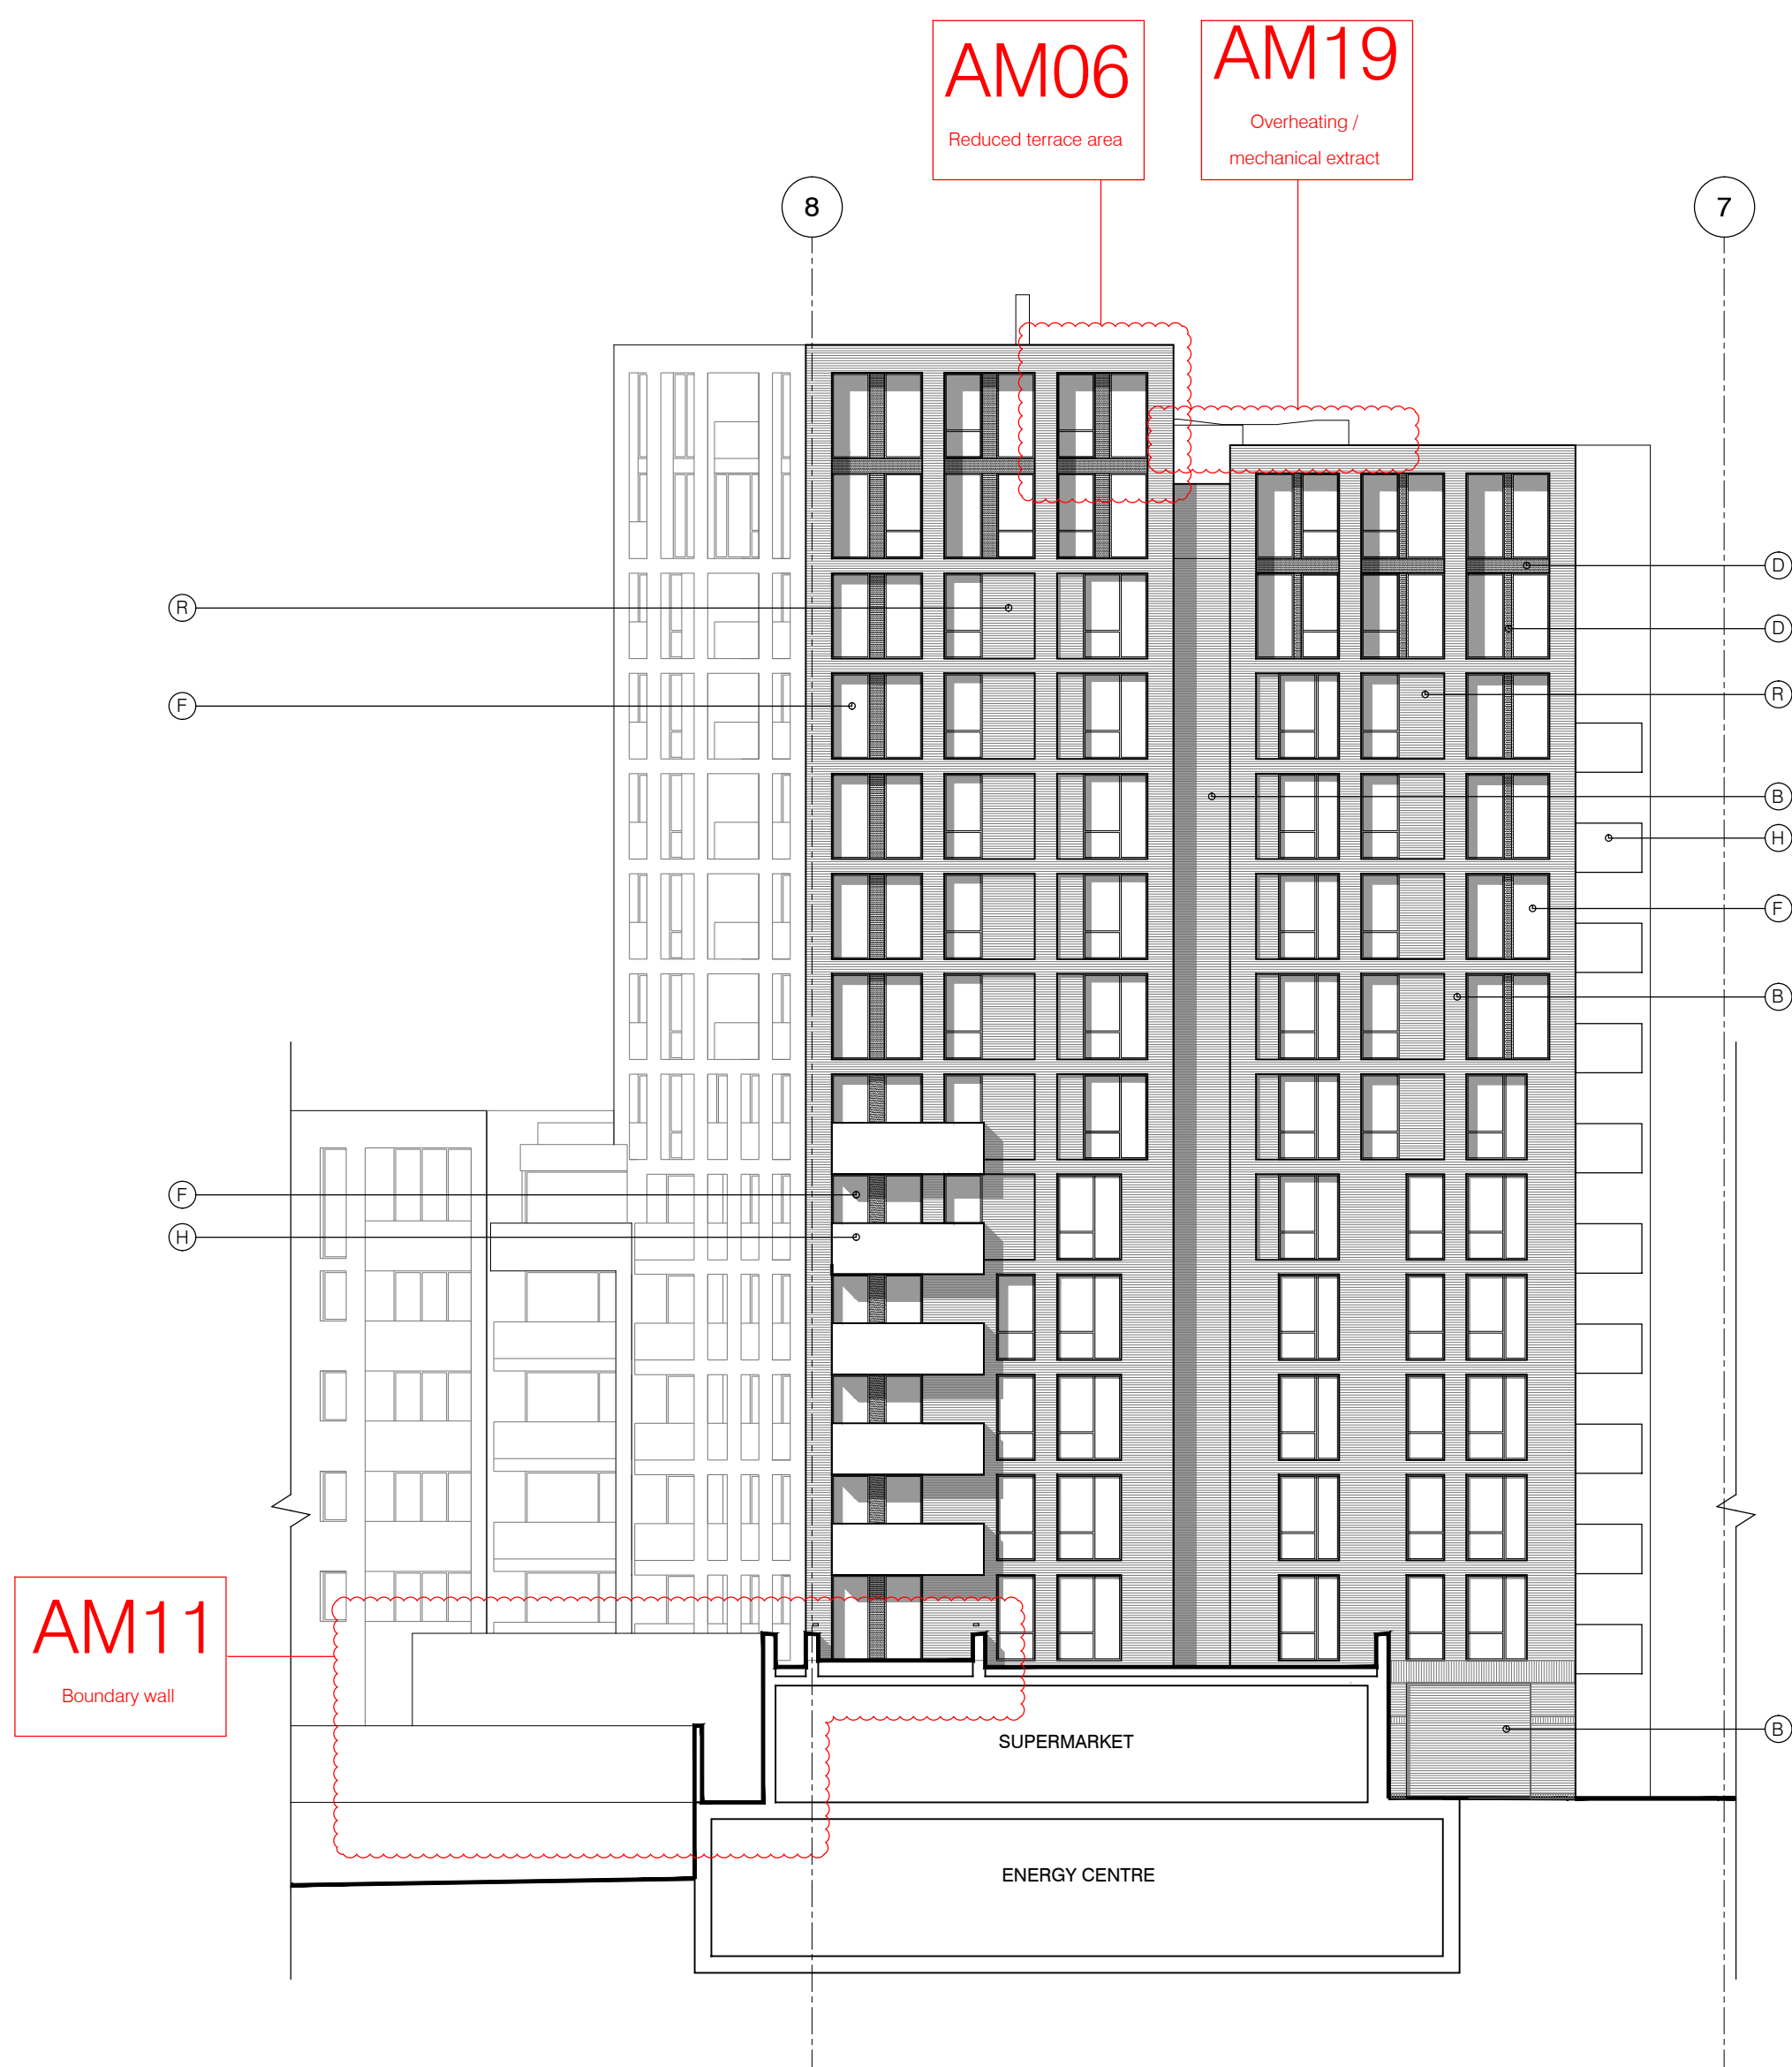 AM06
Reduced terrace area
AM19
Overheating /
mechanical extract
8
7
R
F
F
H
D
D
R
B
H
F
B
B
AM11
Boundary wall
SUPERMARKET
ENERGY CENTRE